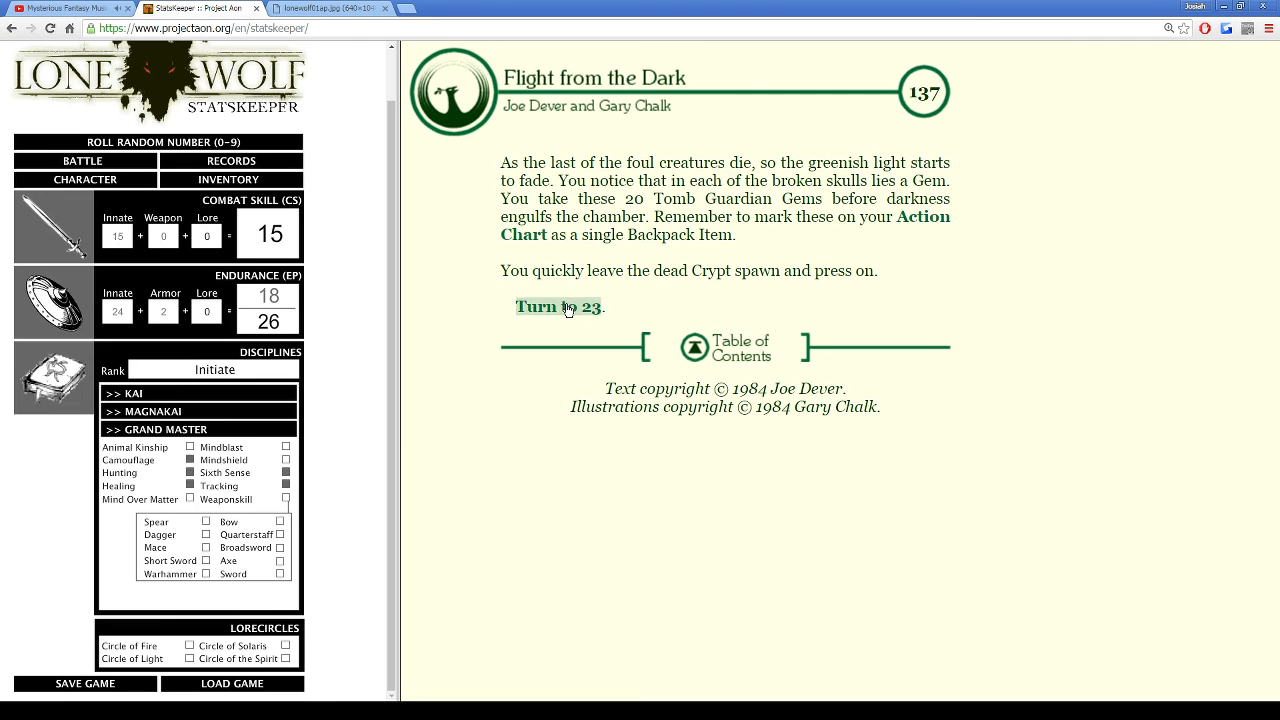 Mysterious Fantasy Musi
StatsKeeper :: Project Aon
lonewolf01ap.jpg (640×104
Josiah
https://www.projectaon.org/en/statskeeper/
LONE WOLF
STATSKEEPER
ROLL RANDOM NUMBER (0-9)
BATTLE RECORDS
CHARACTER INVENTORY
COMBAT SKILL (CS)
Innate Weapon Lore
15 + 0 + 0 = 15
ENDURANCE (EP)
Innate Armor Lore
18
24 + 2 + 0 =
26
DISCIPLINES
Rank Initiate
>> KAI
>> MAGNAKAI
>> GRAND MASTER
Animal Kinship Mindblast
Camouflage Mindshield
Hunting Sixth Sense
Healing Tracking
Mind Over Matter Weaponskill
Spear Bow
Dagger Quarterstaff
Mace Broadsword
Short Sword Axe
Warhammer Sword
LORECIRCLES
Circle of Fire Circle of Solaris
Circle of Light Circle of the Spirit
SAVE GAME LOAD GAME
Flight from the Dark
Joe Dever and Gary Chalk
137
As the last of the foul creatures die, so the greenish light starts
to fade. You notice that in each of the broken skulls lies a Gem.
You take these 20 Tomb Guardian Gems before darkness
engulfs the chamber. Remember to mark these on your Action
Chart as a single Backpack Item.
You quickly leave the dead Crypt spawn and press on.
Turn to 23.
Table of
Contents
Text copyright © 1984 Joe Dever.
Illustrations copyright © 1984 Gary Chalk.